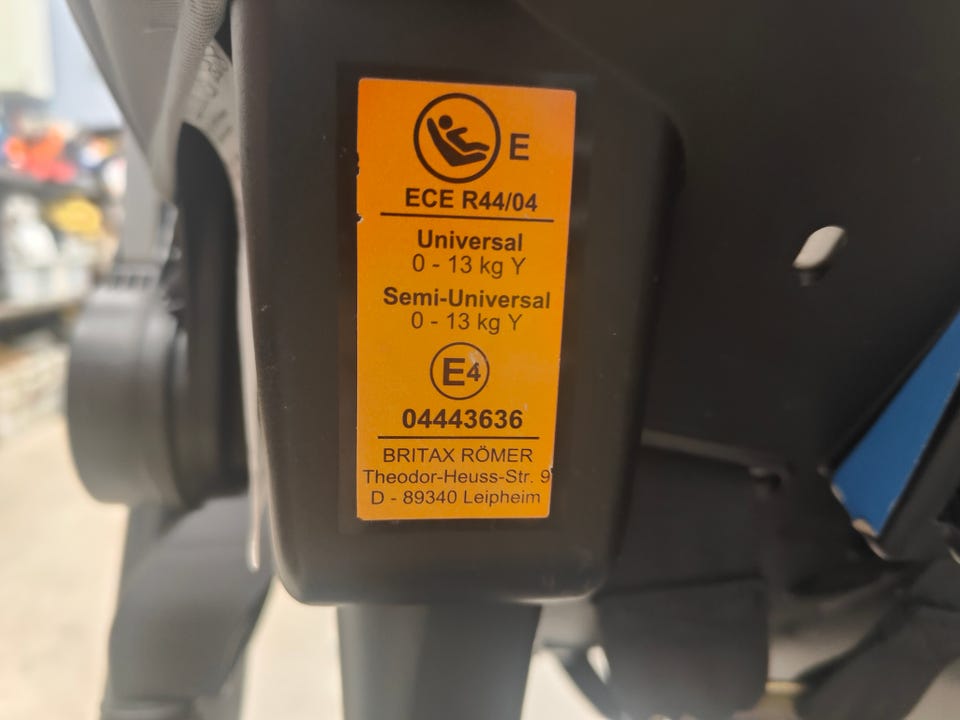 E
ECE R44/04
Universal
0 - 13 kg Y
Semi-Universal
0 - 13 kg Y
E4
04443636
BRITAX RÖMER
Theodor-Heuss-Str. 9
D - 89340 Leipheim